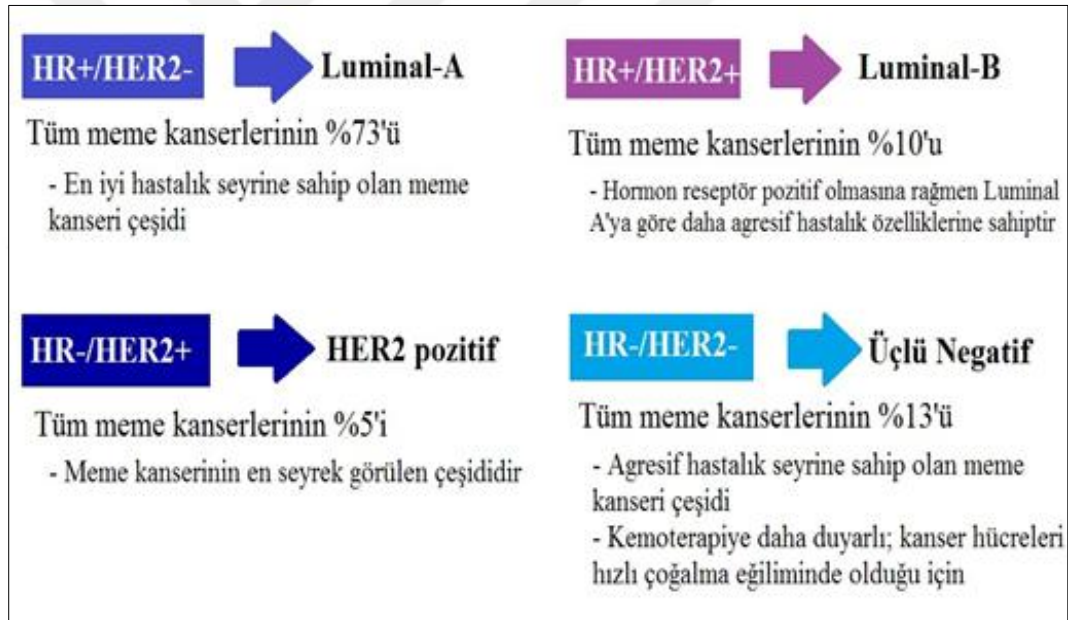 HR+/HER2-
Luminal-A
Tüm meme kanserlerinin %73'ü
- En iyi hastalık seyrine sahip olan meme
kanseri çeşidi
HR+/HER2+
Luminal-B
Tüm meme kanserlerinin %10'u
- Hormon reseptör pozitif olmasına rağmen Luminal
A'ya göre daha agresif hastalık özelliklerine sahiptir
HR-/HER2+
HER2 pozitif
Tüm meme kanserlerinin %5'i
- Meme kanserinin en seyrek görülen çeşididir
HR-/HER2-
Üçlü Negatif
Tüm meme kanserlerinin %13'ü
- Agresif hastalık seyrine sahip olan meme
kanseri çeşidi
- Kemoterapiye daha duyarlı; kanser hücreleri
hızlı çoğalma eğiliminde olduğu için